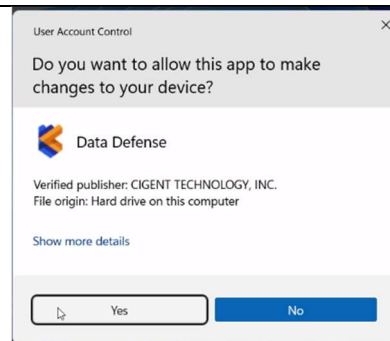 User Account Control
Do you want to allow this app to make
changes to your device?
Data Defense
Verified publisher: CIGENT TECHNOLOGY, INC.
File origin: Hard drive on this computer
Show more details
Yes
No